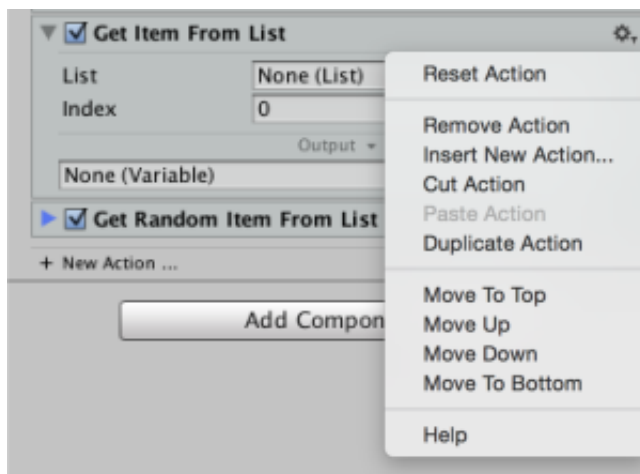 Get Item From List
List None (List)
Index 0
Output
None (Variable)
Get Random Item From List
+ New Action ...
Add Compon
Reset Action
Remove Action
Insert New Action...
Cut Action
Paste Action
Duplicate Action
Move To Top
Move Up
Move Down
Move To Bottom
Help